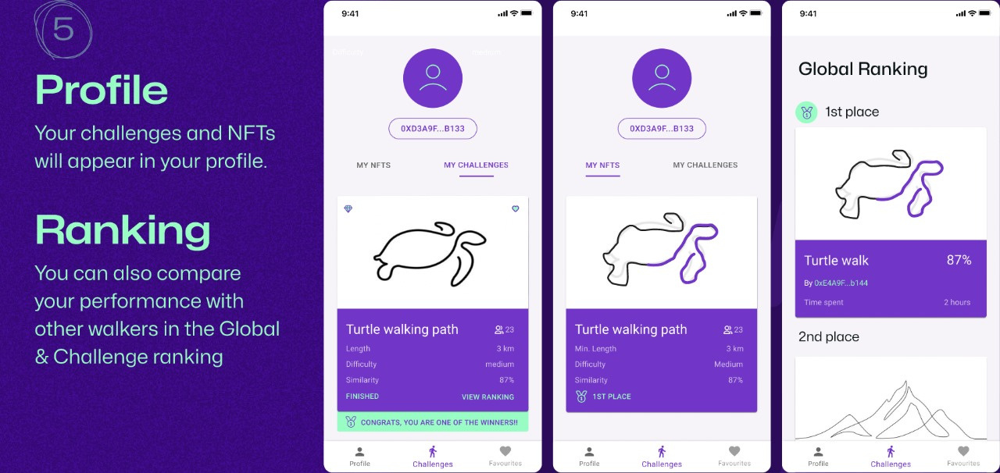 5
Profile
Your challenges and NFTs
will appear in your profile.
Ranking
You can also compare
your performance with
other walkers in the Global
& Challenge ranking
9:41
Difficulty medium
0XD3A9F...B133
MY NFTS MY CHALLENGES
Turtle walking path 23
Length 3 km
Difficulty medium
Similarity 87%
FINISHED VIEW RANKING
CONGRATS, YOU ARE ONE OF THE WINNERS!!
Profile Challenges Favourites
9:41
0XD3A9F...B133
MY NFTS MY CHALLENGES
Turtle walking path 23
Min. Length 3 km
Difficulty Medium
Similarity 87%
1ST PLACE
Profile Challenges Favourites
9:41
Global Ranking
1st place
Turtle walk 87%
By 0xE4A9F...b144
Time spent 2 hours
2nd place
Profile Challenges Favourites